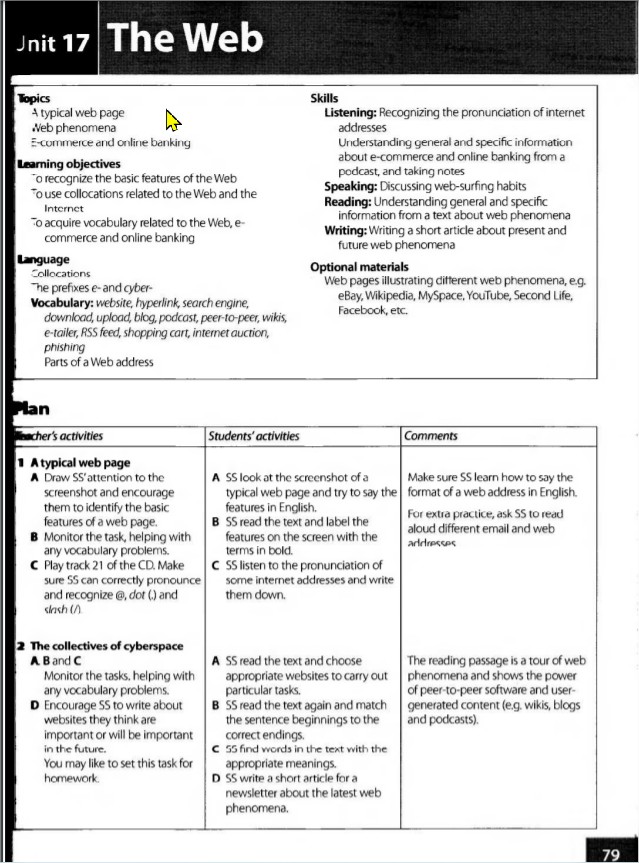 Unit 17 The Web
Topics
A typical web page
Web phenomena
E-commerce and online banking
Learning objectives
To recognize the basic features of the Web
To use collocations related to the Web and the
Internet
To acquire vocabulary related to the Web, e-
commerce and online banking
Language
Collocations
The prefixes e- and cyber-
Vocabulary: website, hyperlink, search engine,
download, upload, blog, podcast, peer-to-peer, wikis,
e-tailer, RSS feed, shopping cart, internet auction,
phishing
Parts of a Web address
Skills
Listening: Recognizing the pronunciation of internet
addresses
Understanding general and specific information
about e-commerce and online banking from a
podcast, and taking notes
Speaking: Discussing web-surfing habits
Reading: Understanding general and specific
information from a text about web phenomena
Writing: Writing a short article about present and
future web phenomena
Optional materials
Web pages illustrating different web phenomena, e.g.
eBay, Wikipedia, MySpace, YouTube, Second Life,
Facebook, etc.
Plan
Teacher's activities
Students' activities
Comments
1 A typical web page
A Draw SS' attention to the
screenshot and encourage
them to identify the basic
features of a web page.
B Monitor the task, helping with
any vocabulary problems.
C Play track 21 of the CD. Make
sure SS can correctly pronounce
and recognize @, dot (.) and
slash (/)
A SS look at the screenshot of a
typical web page and try to say the
features in English.
B SS read the text and label the
features on the screen with the
terms in bold.
C SS listen to the pronunciation of
some internet addresses and write
them down.
Make sure SS learn how to say the
format of a web address in English.
For extra practice, ask SS to read
aloud different email and web
addresses
2 The collectives of cyberspace
A, B and C
Monitor the tasks, helping with
any vocabulary problems.
D Encourage SS to write about
websites they think are
important or will be important
in the future.
You may like to set this task for
homework.
A SS read the text and choose
appropriate websites to carry out
particular tasks.
B SS read the text again and match
the sentence beginnings to the
correct endings.
C SS find words in the text with the
appropriate meanings.
D SS write a short article for a
newsletter about the latest web
phenomena.
The reading passage is a tour of web
phenomena and shows the power
of peer-to-peer software and user-
generated content (e.g. wikis, blogs
and podcasts).
79